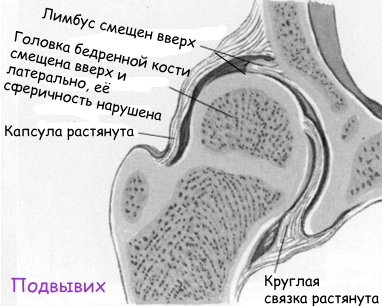 Лимбус смещен вверх
Головка бедренной кости
смещена вверх и
латерально, её
сферичность нарушена
Капсула растянута
Подвывих
Круглая
связка растянута